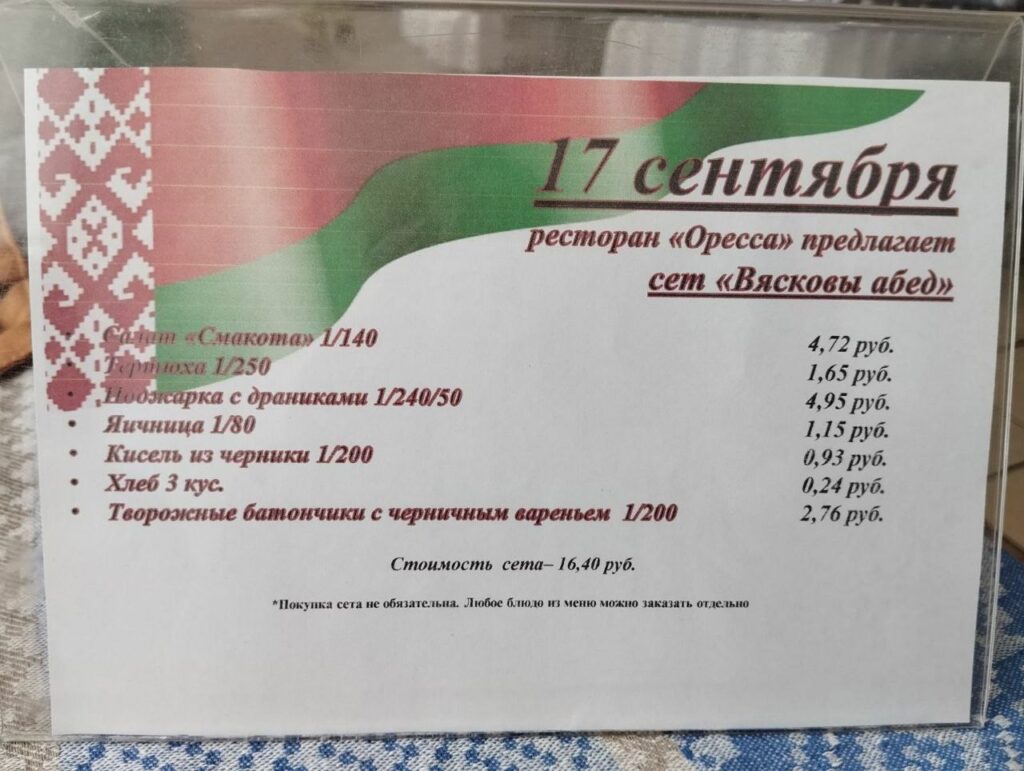 17 сентября
ресторан «Оресса» предлагает
сет «Вясковы абед»
• Салат «Смакота» 1/140 4,72 руб.
• Тертюха 1/250 1,65 руб.
• Поджарка с драниками 1/240/50 4,95 руб.
• Яичница 1/80 1,15 руб.
• Кисель из черники 1/200 0,93 руб.
• Хлеб 3 кус. 0,24 руб.
• Творожные батончики с черничным вареньем 1/200 2,76 руб.
Стоимость сета– 16,40 руб.
*Покупка сета не обязательна. Любое блюдо из меню можно заказать отдельно